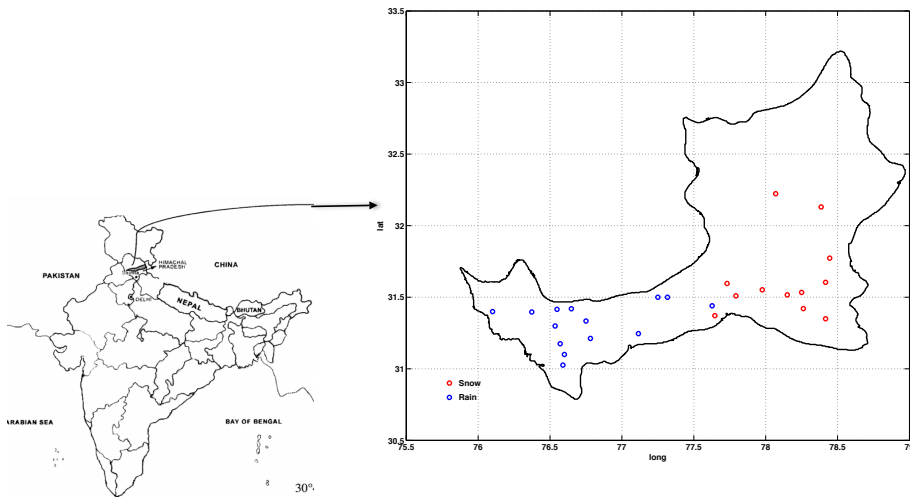 PAKISTAN
HIMACHAL
PRADESH
CHINA
DELHI
NEPAL
BHUTAN
ARABIAN SEA
BAY OF BENGAL
30°
33.5
33
32.5
32
31.5
31
30.5
lat
Snow
Rain
75.5
76
76.5
77
77.5
78
78.5
79
long